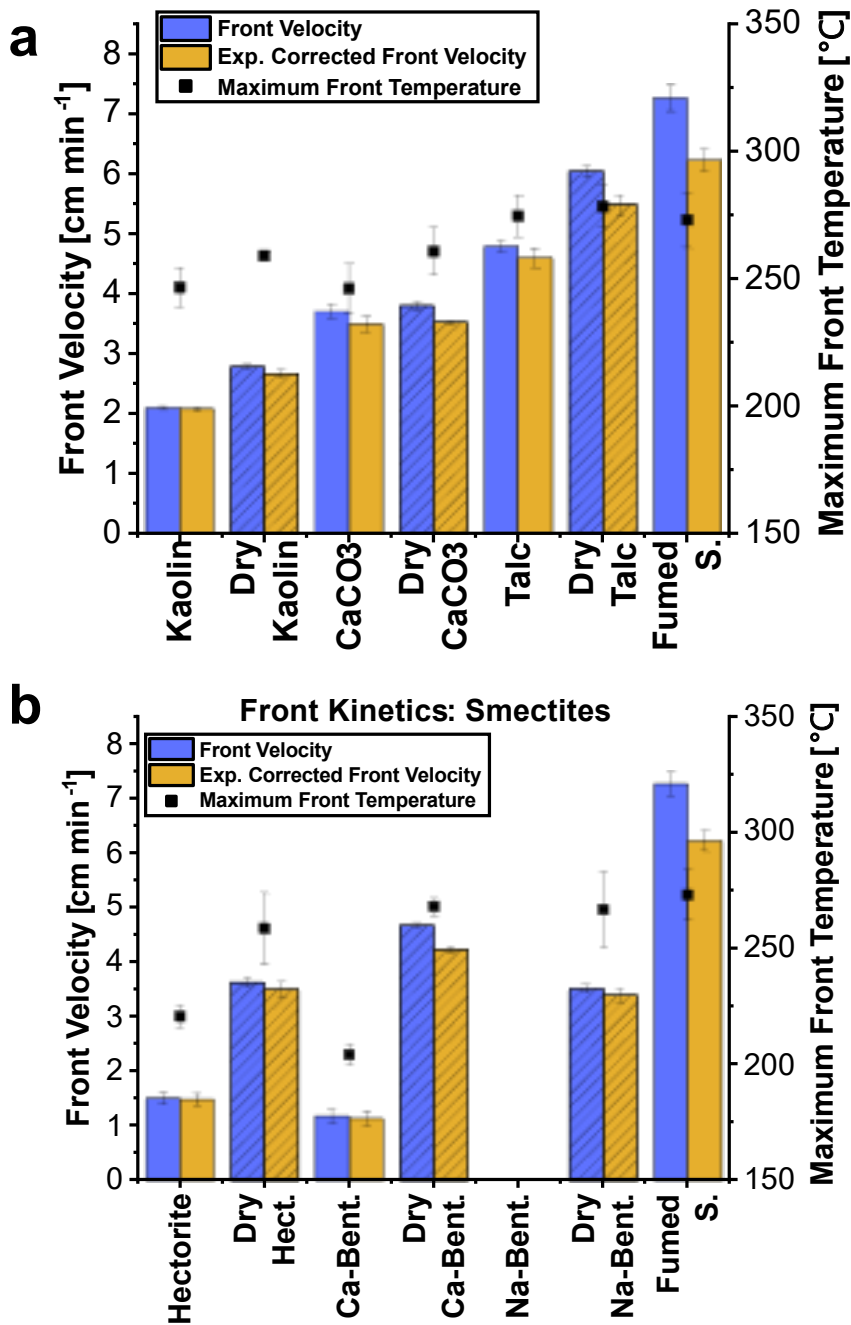 a
Front Velocity
Exp. Corrected Front Velocity
Maximum Front Temperature
Front Velocity [cm min-1]
8
7
6
5
4
3
2
1
0
350
300
250
200
150
Maximum Front Temperature [°C]
Kaolin
Dry
Kaolin
CaCO3
Dry
CaCO3
Talc
Dry
Talc
Fumed
S.
b
Front Kinetics: Smectites
Front Velocity
Exp. Corrected Front Velocity
Maximum Front Temperature
Front Velocity [cm min-1]
8
7
6
5
4
3
2
1
0
350
300
250
200
150
Maximum Front Temperature [°C]
Hectorite
Dry
Hect.
Ca-Bent.
Dry
Ca-Bent.
Na-Bent.
Dry
Na-Bent.
Fumed
S.